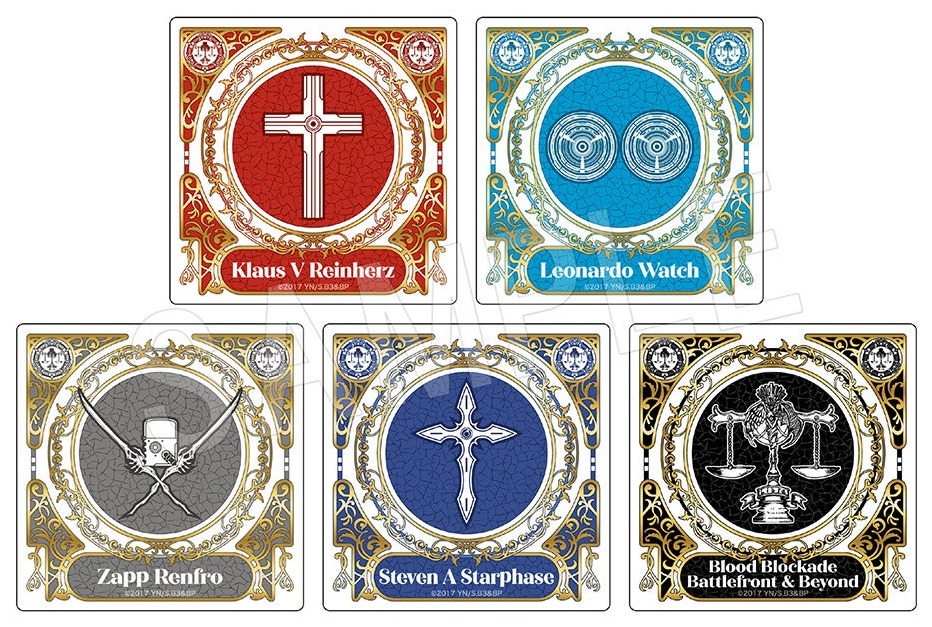 Klaus V Reinherz
©2017 YN/S.B3&BP
Leonardo Watch
©2017 YN/S.B3&BP
SAMPLE
Zapp Renfro
©2017 YN/S.B3&BP
Steven A Starphase
©2017 YN/S.B3&BP
Blood Blockade
Battlefront & Beyond
©2017 YN/S.B3&BP